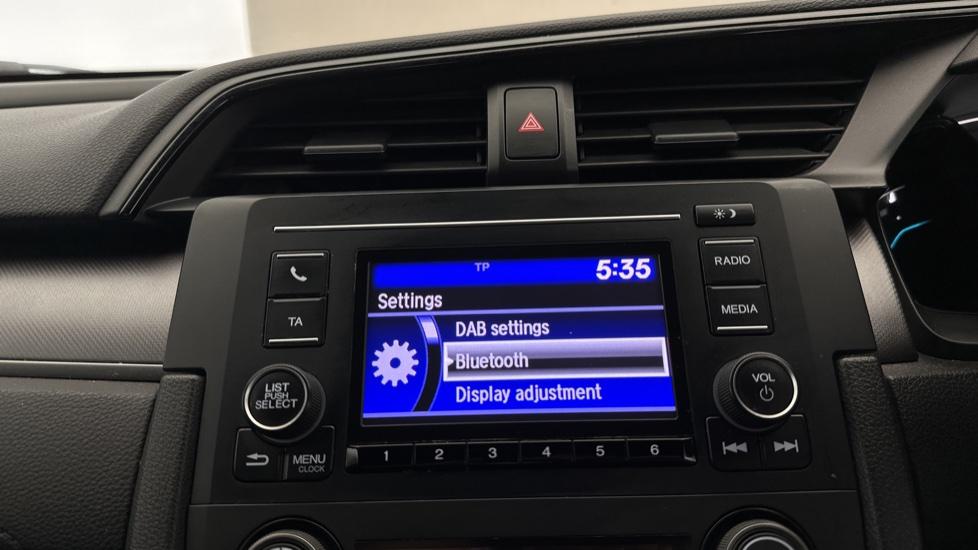 TP 5:35
Settings
DAB settings
Bluetooth
Display adjustment
TA
LIST
PUSH
SELECT
MENU
CLOCK
1 2 3 4 5 6
RADIO
MEDIA
VOL